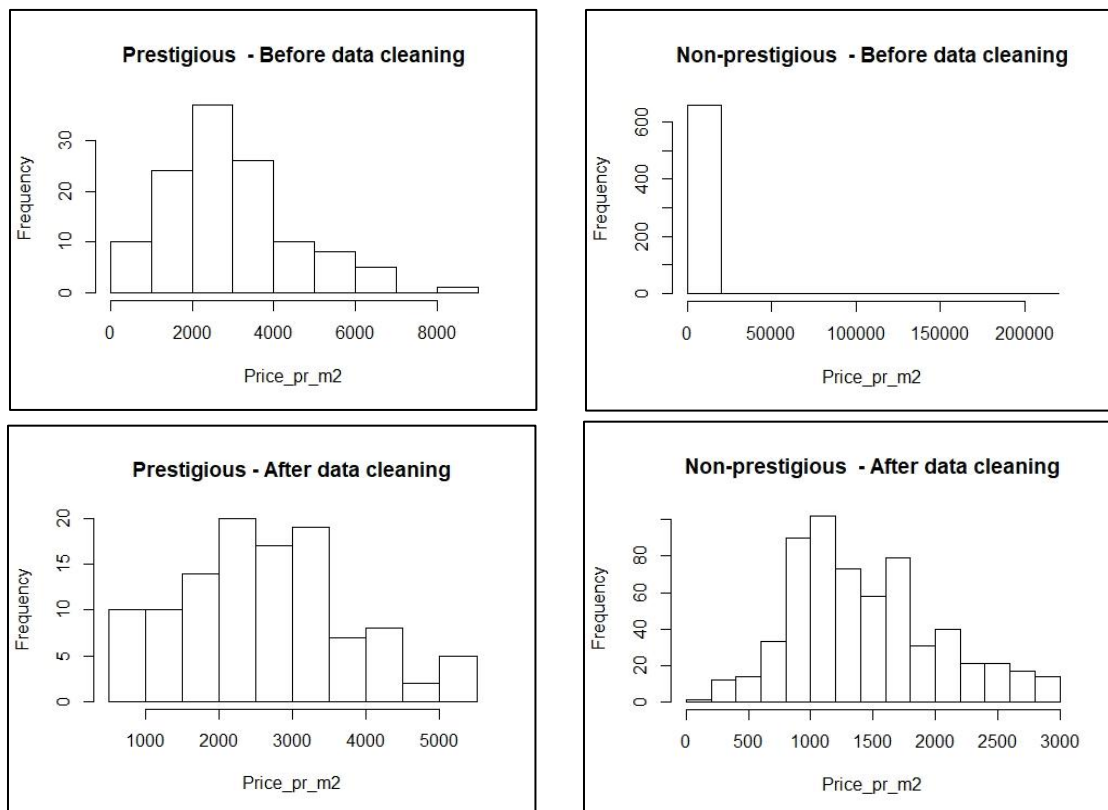 Prestigious  - Before data cleaning
Frequency
0
10
20
30
0 2000 4000 6000 8000
Price_pr_m2
Non-prestigious  - Before data cleaning
Frequency
0
200
400
600
0 50000 100000 150000 200000
Price_pr_m2
Prestigious - After data cleaning
Frequency
0
5
10
15
20
1000 2000 3000 4000 5000
Price_pr_m2
Non-prestigious  - After data cleaning
Frequency
0
20
40
60
80
0 500 1000 1500 2000 2500 3000
Price_pr_m2